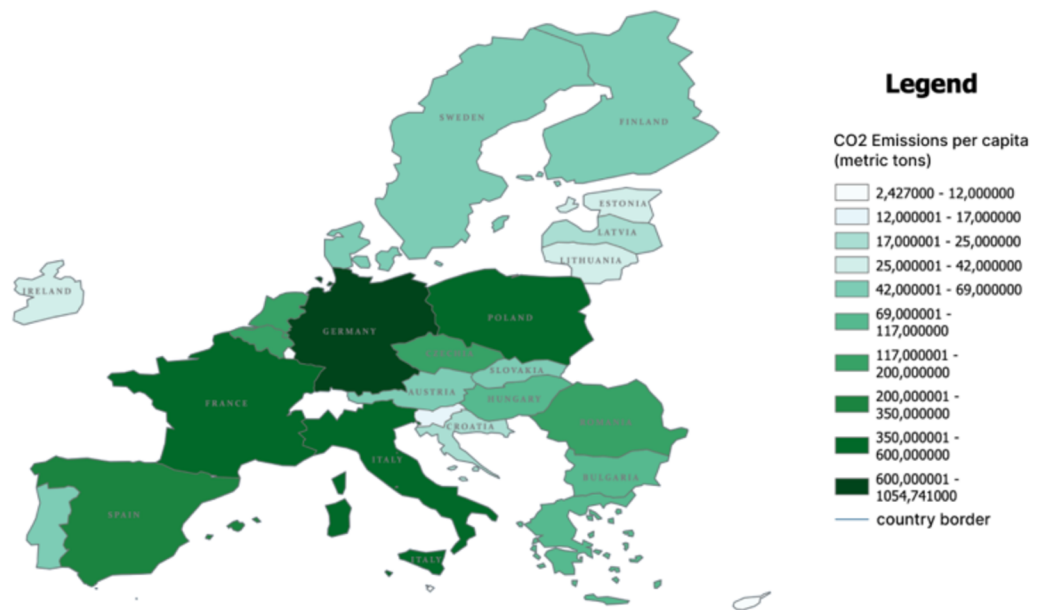 Legend
CO2 Emissions per capita
(metric tons)
2,427000 - 12,000000
12,000001 - 17,000000
17,000001 - 25,000000
25,000001 - 42,000000
42,000001 - 69,000000
69,000001 -
117,000000
117,000001 -
200,000000
200,000001 -
350,000000
350,000001 -
600,000000
600,000001 -
1054,741000
country border
SWEDEN
FINLAND
ESTONIA
LATVIA
LITHUANIA
IRELAND
GERMANY
POLAND
SLOVAKIA
AUSTRIA
HUNGARY
FRANCE
CROATIA
ITALY
BULGARIA
SPAIN
ITALY